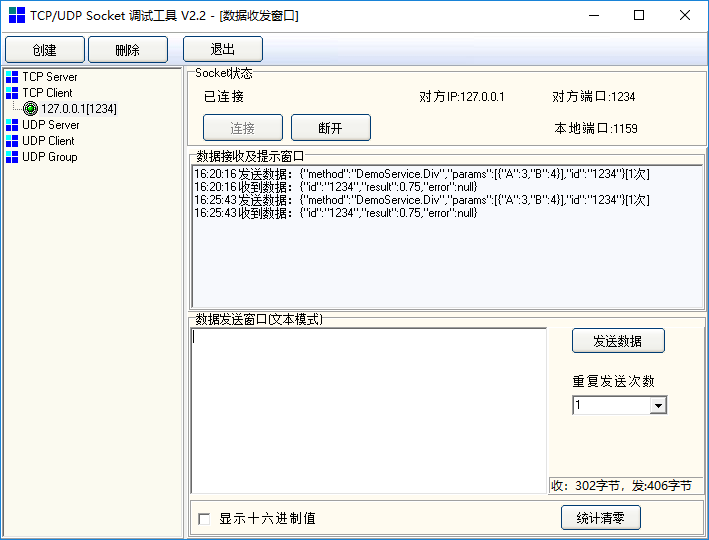 TCP/UDP Socket 调试工具 V2.2 - [数据收发窗口]
创建 删除 退出
TCP Server
TCP Client
127.0.0.1[1234]
UDP Server
UDP Client
UDP Group
Socket状态
已连接 对方IP:127.0.0.1 对方端口:1234
连接 断开 本地端口:1159
数据接收及提示窗口
16:20:16 发送数据：{"method":"DemoService.Div","params":[{"A":3,"B":4}],"id":"1234"}[1次]
16:20:16 收到数据：{"id":"1234","result":0.75,"error":null}
16:25:43 发送数据：{"method":"DemoService.Div","params":[{"A":3,"B":4}],"id":"1234"}[1次]
16:25:43 收到数据：{"id":"1234","result":0.75,"error":null}
数据发送窗口(文本模式)
发送数据
重复发送次数
1
收：302字节，发:406字节
显示十六进制值 统计清零